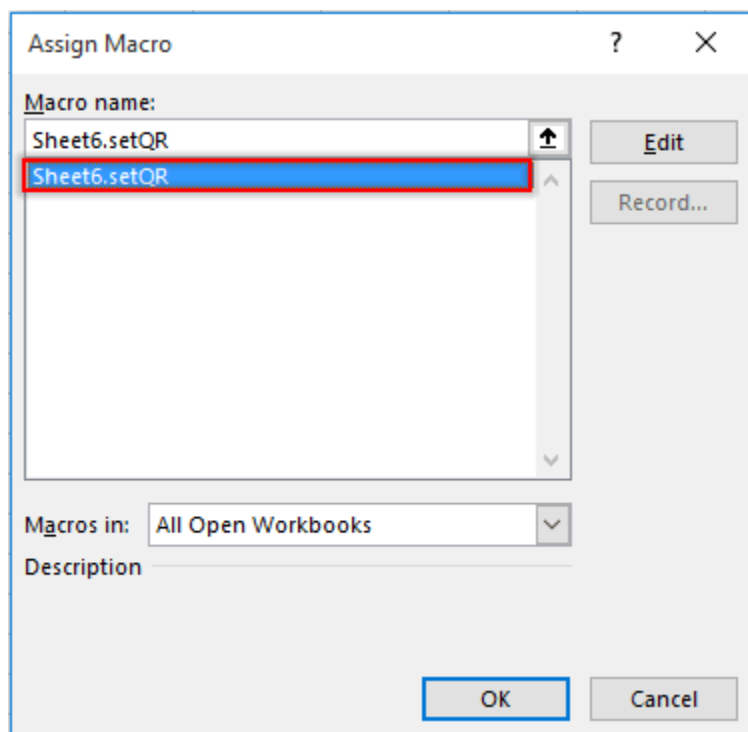 Assign Macro ?
Macro name:
Sheet6.setQR
Edit
Sheet6.setQR
Record...
Macros in: All Open Workbooks
Description
OK Cancel